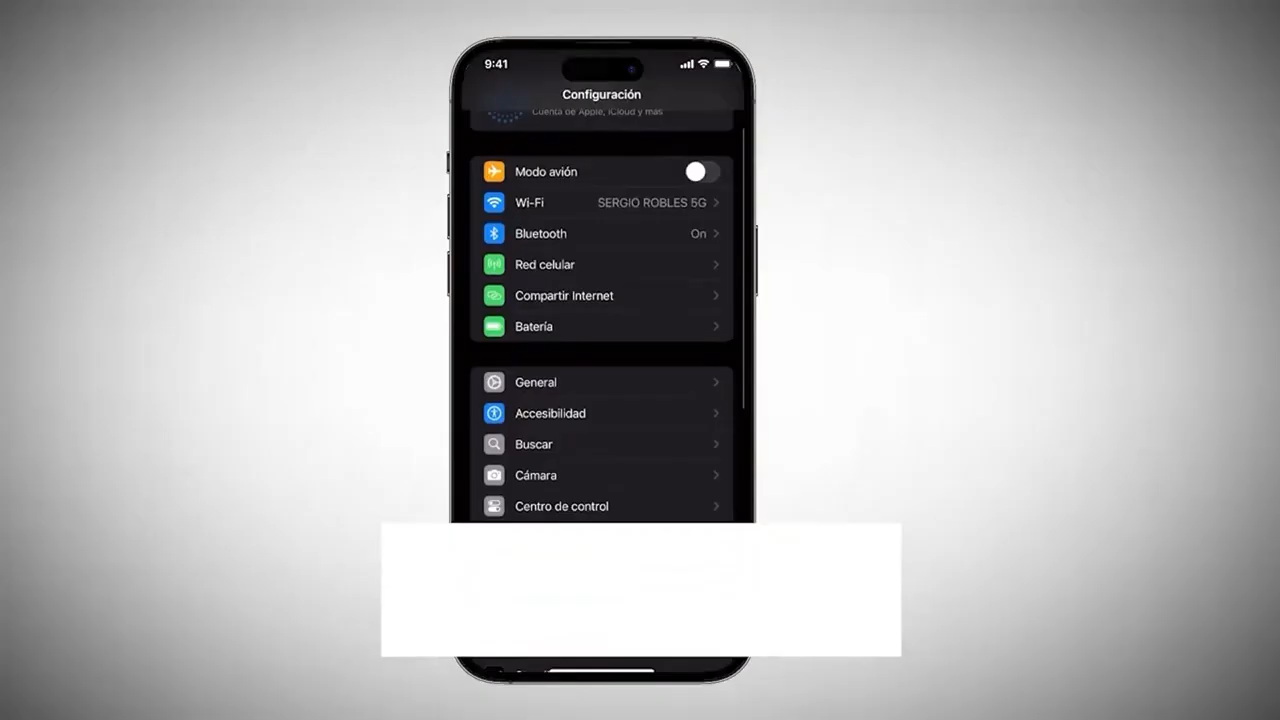 9:41
Configuración
Cuenta de Apple, iCloud y más
Modo avión
Wi-Fi SERGIO ROBLES 5G
Bluetooth On
Red celular
Compartir Internet
Batería
General
Accesibilidad
Buscar
Cámara
Centro de control